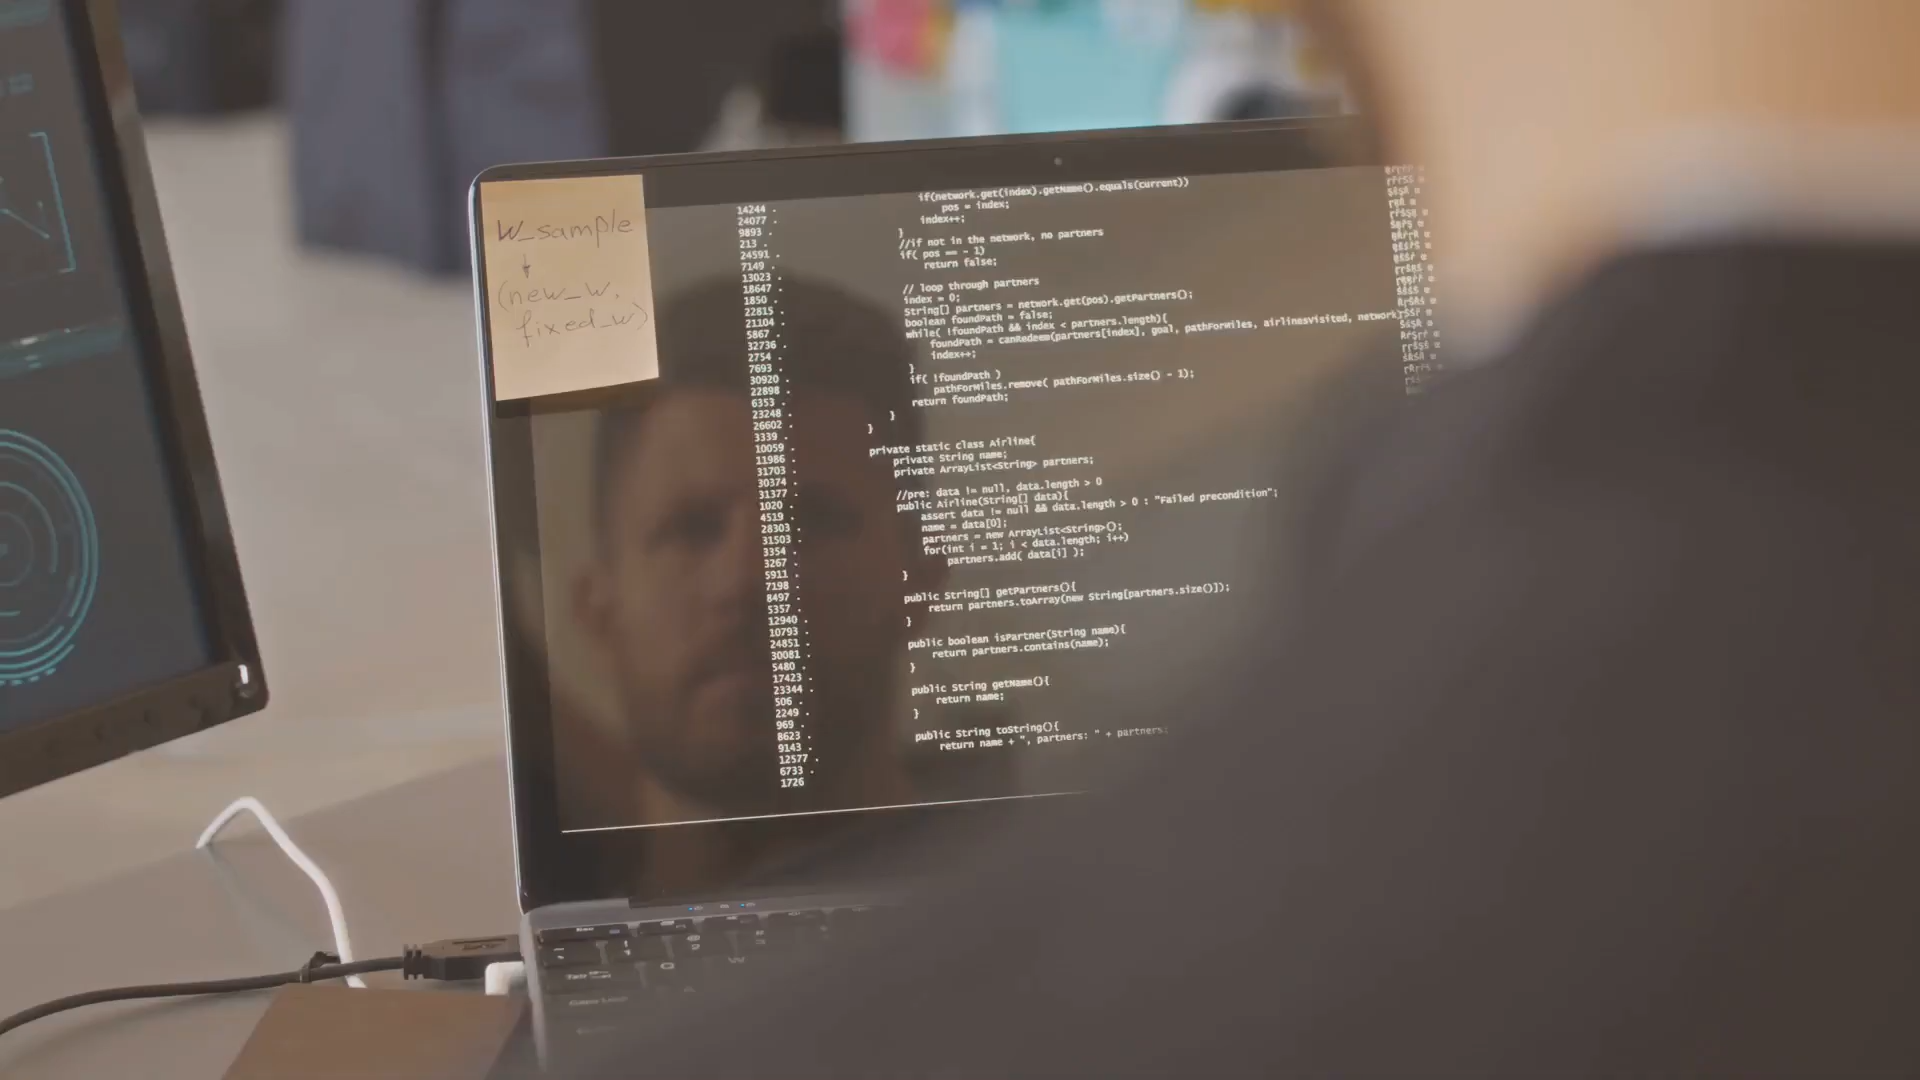 W_sample
(new_w,
fixed_w)
14244 .
24077 .
9893 .
213 .
24591 .
7149 .
13023 .
18647 .
1850 .
22815 .
21104 .
5867 .
32736 .
2754 .
7693 .
30920 .
22898 .
6353 .
23248 .
26602 .
3339 .
10059 .
11986 .
31703 .
30374 .
31377 .
1020 .
4519 .
28303 .
31503 .
3354 .
3267 .
5911 .
7198 .
8497 .
5357 .
12940 .
10793 .
24851 .
30081 .
5480 .
17423 .
23344 .
506 .
2249 .
969 .
8623 .
9143 .
12577 .
6733 .
1726
if(network.get(index).getName().equals(current))
pos = index;
index++;
}
//if not in the network, no partners
if( pos == - 1)
return false;
// loop through partners
index = 0;
String[] partners = network.get(pos).getPartners();
boolean foundPath = false;
while( !foundPath && index < partners.length){
foundPath = canRedeem(partners[index], goal, pathForMiles, airlinesVisited, network);
index++;
}
if( !foundPath )
pathForMiles.remove( pathForMiles.size() - 1);
return foundPath;
}
}
private static class Airline{
private String name;
private ArrayList<String> partners;
//pre: data != null, data.length > 0
public Airline(String[] data){
assert data != null && data.length > 0 : "Failed precondition";
name = data[0];
partners = new ArrayList<String>();
for(int i = 1; i < data.length; i++)
partners.add( data[i] );
}
public String[] getPartners(){
return partners.toArray(new String[partners.size()]);
}
public boolean isPartner(String name){
return partners.contains(name);
}
public String getName(){
return name;
}
public String toString(){
return name + ", partners: " + partners;
Q
W